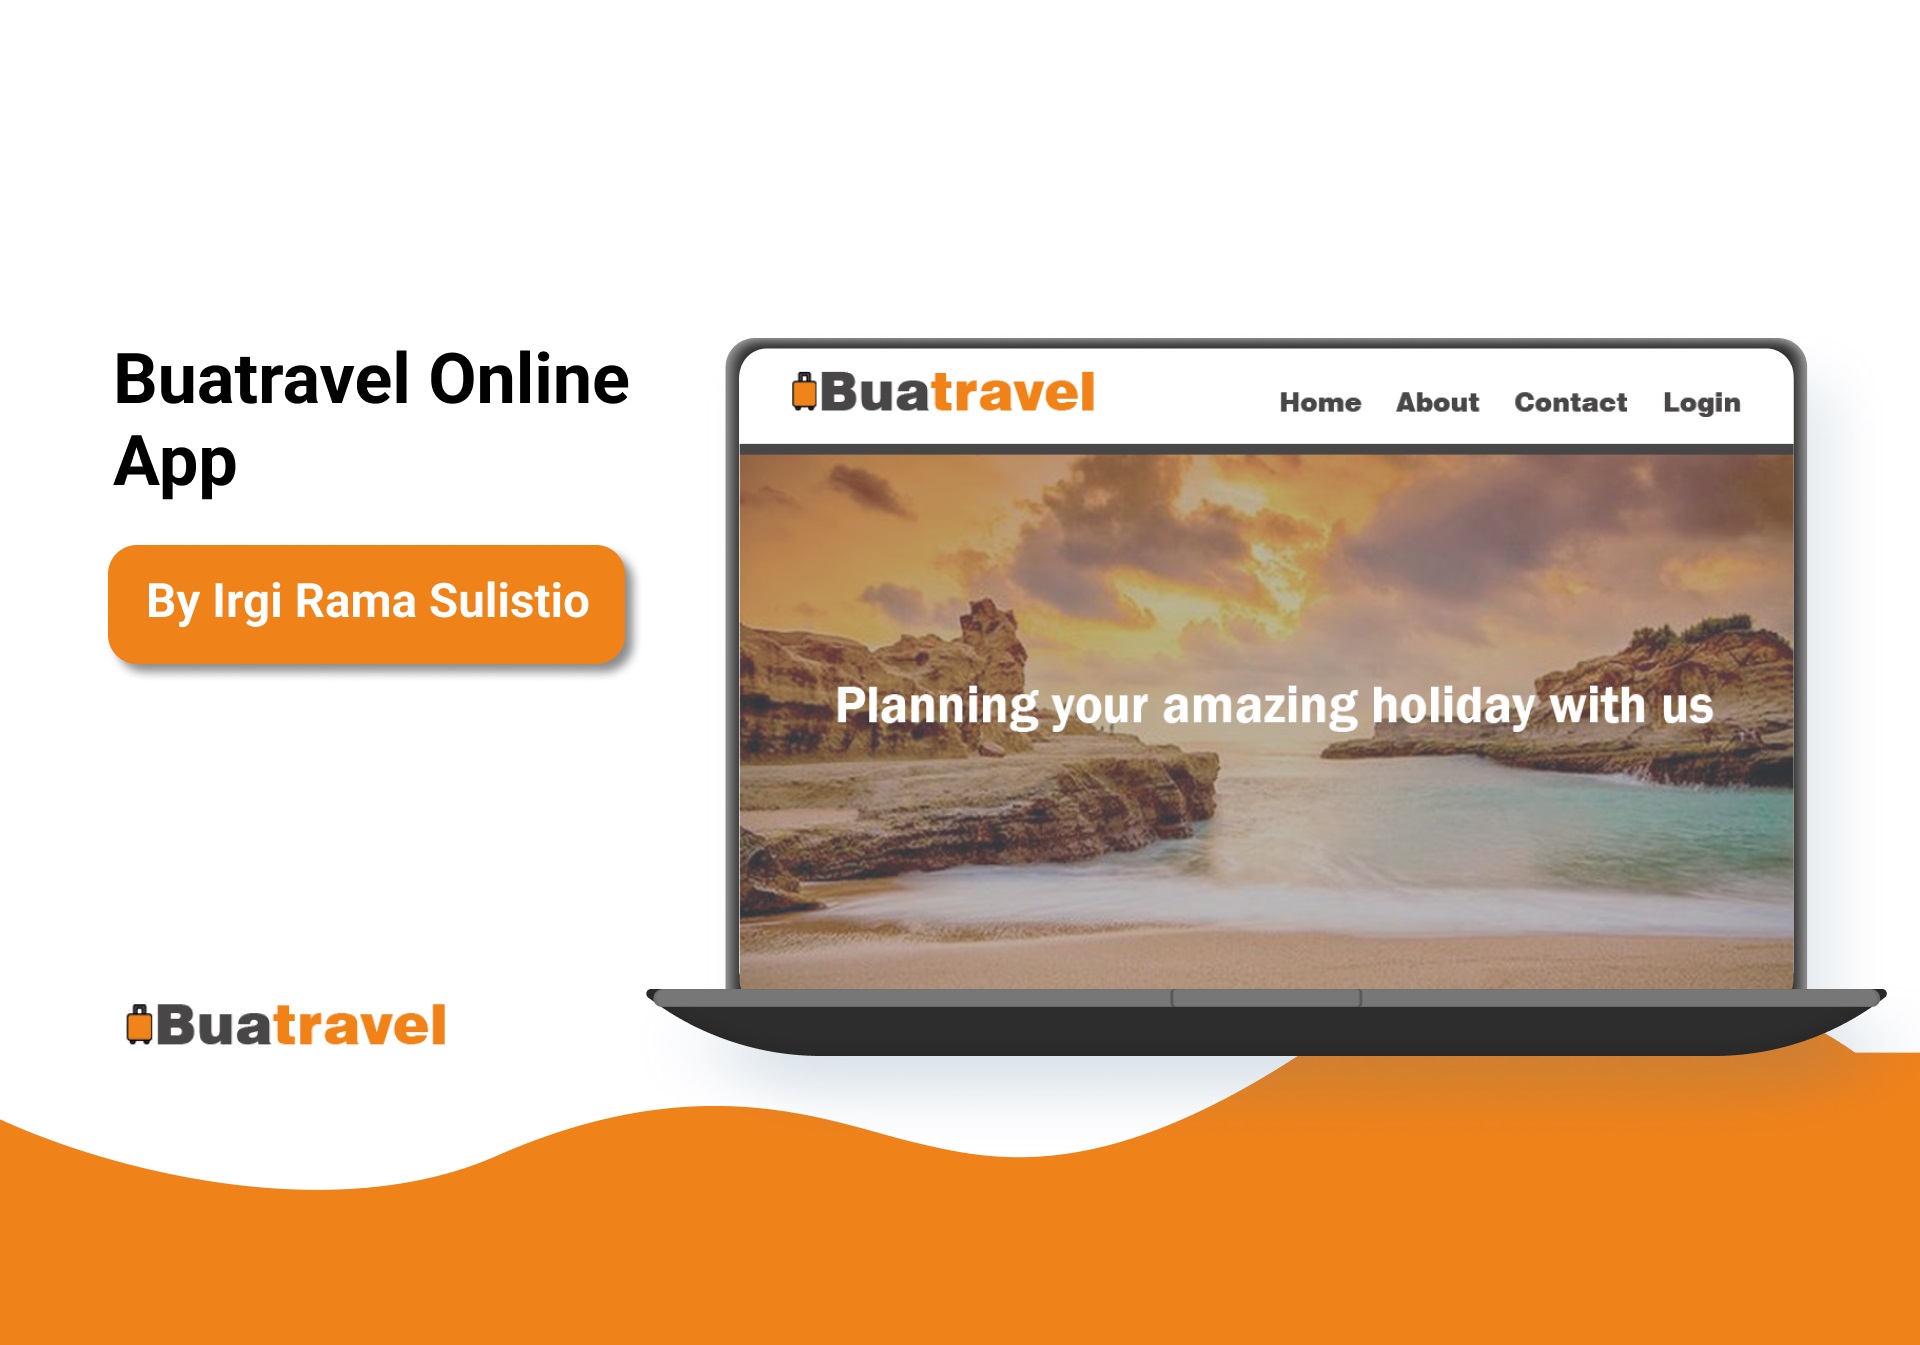 Buatravel Online
App
By Irgi Rama Sulistio
Buatravel
Buatravel
Home About Contact Login
Planning your amazing holiday with us